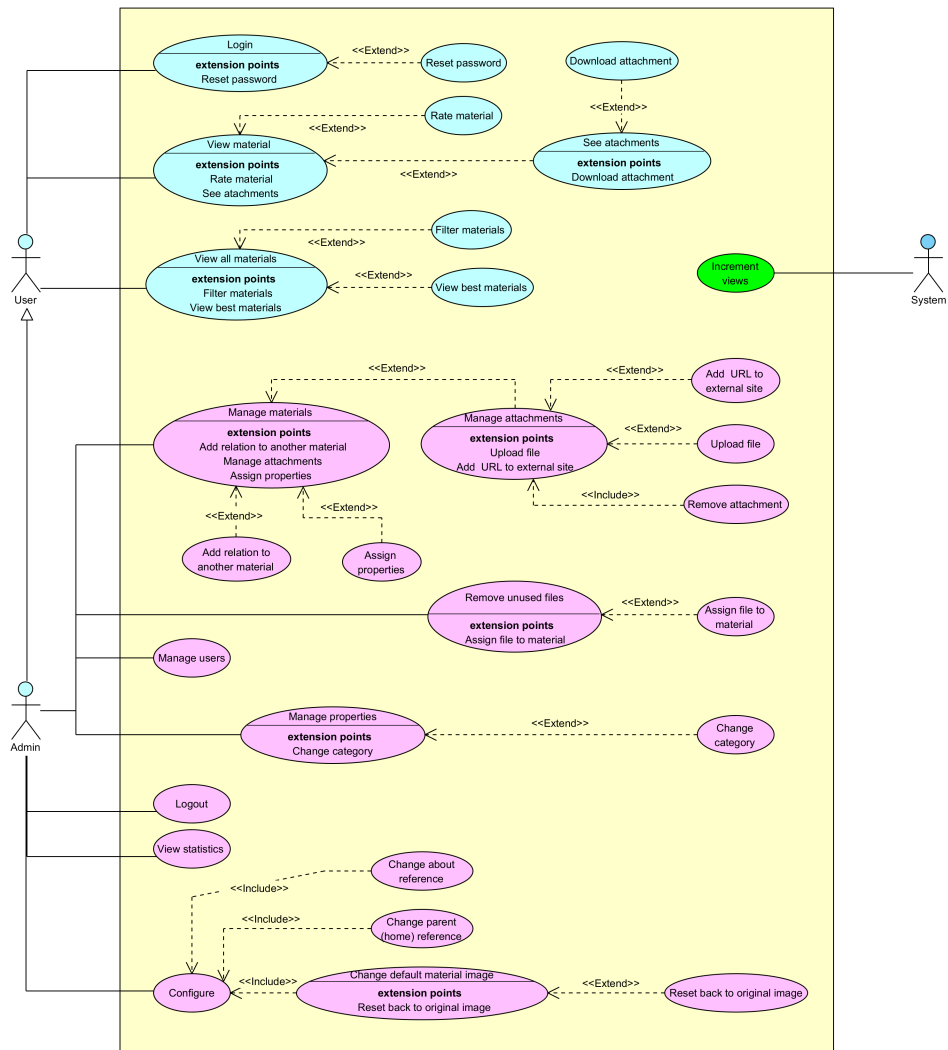 Login
extension points
Reset password
<<Extend>>
Reset password
Download attachment
<<Extend>>
Rate material
<<Extend>>
View material
extension points
Rate material
See atachments
<<Extend>>
See atachments
extension points
Download attachment
Filter materials
<<Extend>>
View all materials
extension points
Filter materials
View best materials
<<Extend>>
View best materials
User
Increment
views
System
<<Extend>>
Manage materials
extension points
Add relation to another material
Manage attachments
Assign properties
Manage attachments
extension points
Upload file
Add  URL to external site
<<Extend>>
Add  URL to
external site
<<Extend>>
Upload file
<<Include>>
Remove attachment
<<Extend>>
<<Extend>>
Add relation to
another material
Assign
properties
Remove unused files
extension points
Assign file to material
<<Extend>>
Assign file to
material
Manage users
Admin
Manage properties
extension points
Change category
<<Extend>>
Change
category
Logout
View statistics
Change about
reference
<<Include>>
Change parent
(home) reference
<<Include>>
Configure
<<Include>>
Change default material image
extension points
Reset back to original image
<<Extend>>
Reset back to original image